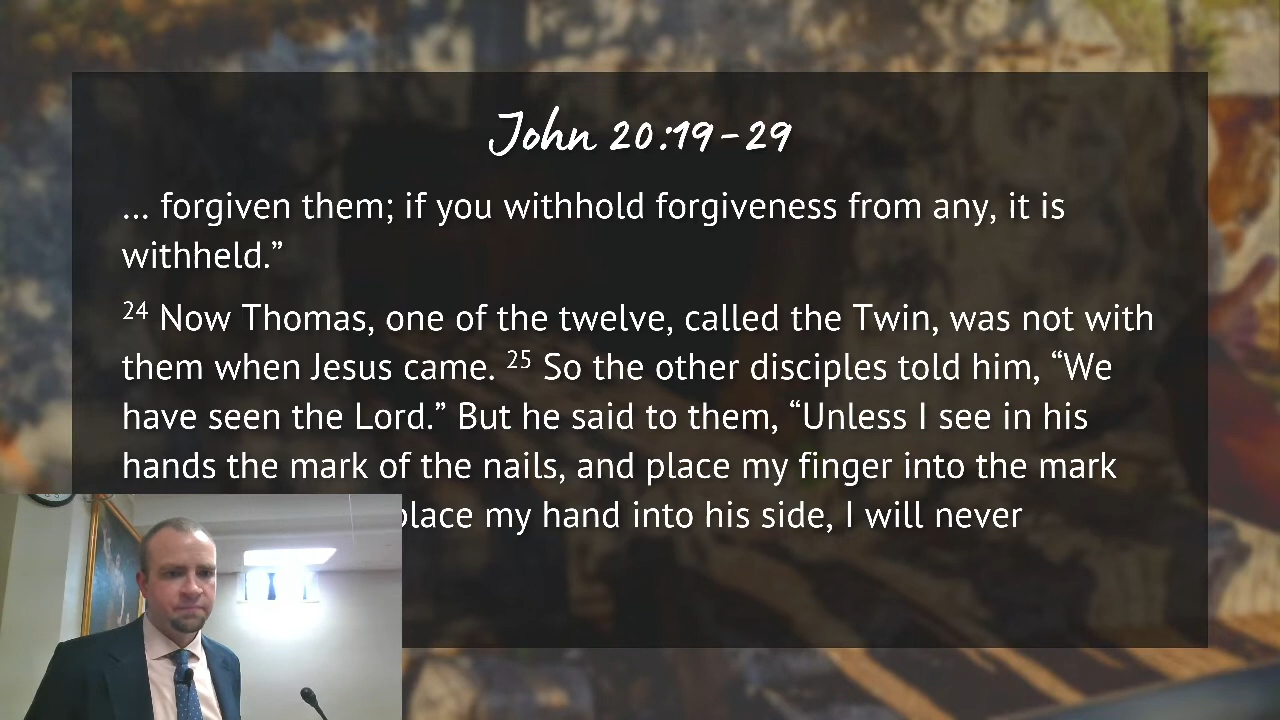 John 20:19-29
... forgiven them; if you withhold forgiveness from any, it is
withheld.”
24 Now Thomas, one of the twelve, called the Twin, was not with
them when Jesus came. 25 So the other disciples told him, “We
have seen the Lord.” But he said to them, “Unless I see in his
hands the mark of the nails, and place my finger into the mark
place my hand into his side, I will never